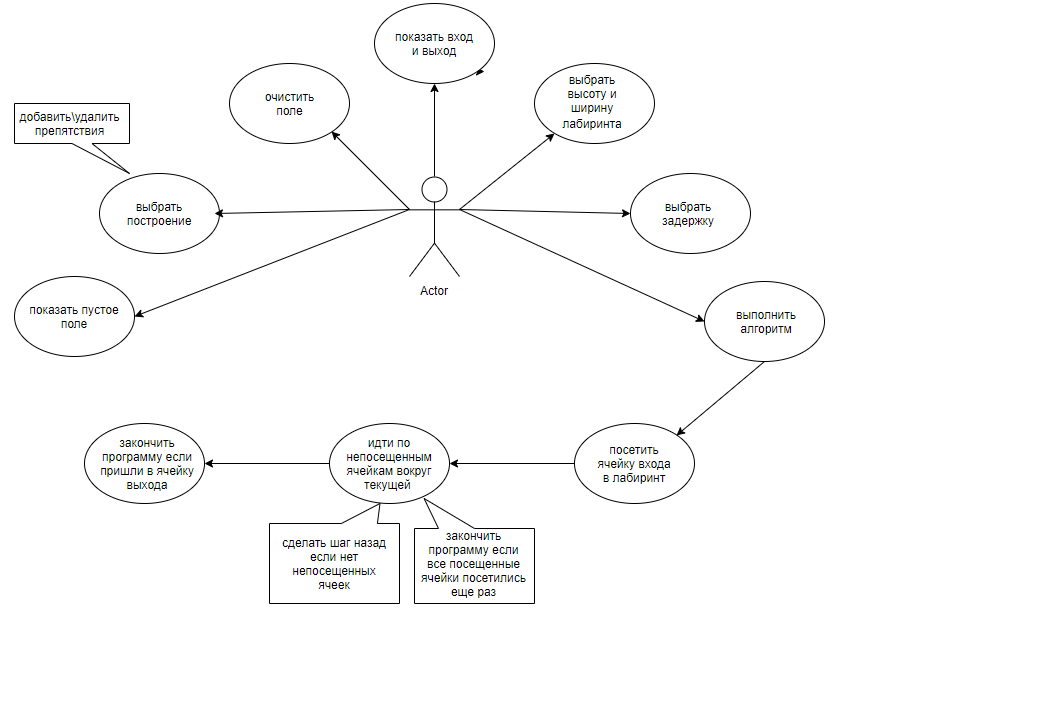 показать вход
и выход
очистить
поле
выбрать
высоту и
ширину
лабиринта
добавить\удалить
препятствия
выбрать
построение
выбрать
задержку
Actor
показать пустое
поле
выполнить
алгоритм
закончить
программу если
пришли в ячейку
выхода
идти по
непосещенным
ячейкам вокруг
текущей
посетить
ячейку входа
в лабиринт
сделать шаг назад
если нет
непосещенных
ячеек
закончить
программу если
все посещенные
ячейки посетились
еще раз